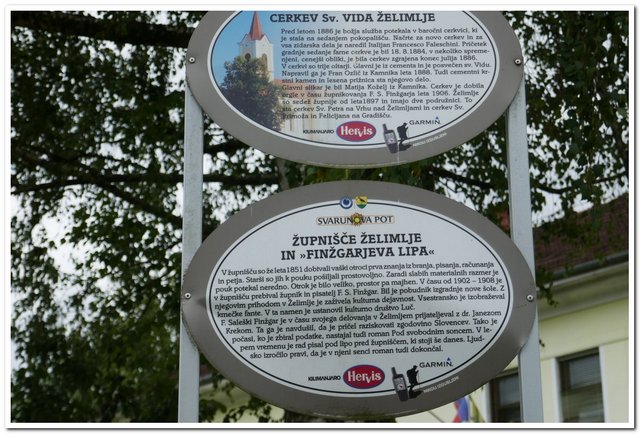 CERKEV Sv. VIDA ŽELIMLJE
Pred letom 1886 je božja služba potekala v baročni cerkvici, ki
je stala na sedanjem pokopališču. Načrte za novo cerkev in za
vsa zidarska dela je naredil Italijan Francesco Faleschini. Pričetek
gradnje sedanje farne cerkve je bil 18. 8. 1884, v nekoliko spreme-
njeni, cenejši obliki, je bila cerkev zgrajena konec julija 1886.
V cerkvi so trije oltarji. Glavni je iz cementa in je posvečen sv. Vidu.
Napravil ga je Fran Ozlič iz Kamnika leta 1888. Tudi cementni kr-
stni kamen in lesena prižnica sta njegovo delo.
Glavni slikar je bil Matija Koželj iz Kamnika. Cerkev je dobila
orgle v času župnikovanja F. S. Finžgarja leta 1906. Želimlje
so sedež župnije od leta 1897 in imajo dve podružnici. To
sta cerkev Sv. Petra na Vrhu nad Želimljami in cerkev Sv.
Primoža in Felicijana na Gradišču.
KILIMANJARO Hervis GARMIN
SVARUNOVA POT
ŽUPNIŠČE ŽELIMLJE
IN »FINŽGARJEVA LIPA«
V župnišču so že leta 1851 dobivali vaški otroci prva znanja iz branja, pisanja, računanja
in petja. Starši so jih k pouku pošiljali prostovoljno. Zaradi slabih materialnih razmer je
pouk potekal neredno. Otrok je bilo veliko, prostor pa majhen. V času od 1902 – 1908 je
v župnišču prebival župnik in pisatelj F. S. Finžgar. Bil je pobudnik izgradnje nove šole. Z
njegovim prihodom v Želimlje je zaživela kulturna dejavnost. Vsestransko je izobraževal
kmečke fante. V ta namen je ustanovil kulturno društvo Luč.
F. Saleški Finžgar je v času svojega delovanja v Želimljem prijateljeval z dr. Janezom
Krekom. Ta ga je navdušil, da je pričel raziskovati zgodovino Slovencev. Tako je
počasi, ko je zbiral podatke, nastajal tudi roman Pod svobodnim soncem. V le-
pem vremenu je rad pisal pod lipo pred župniščem, ki stoji še danes. Ljud-
sko izročilo pravi, da je v njeni senci roman tudi dokončal.
KILIMANJARO Hervis GARMIN